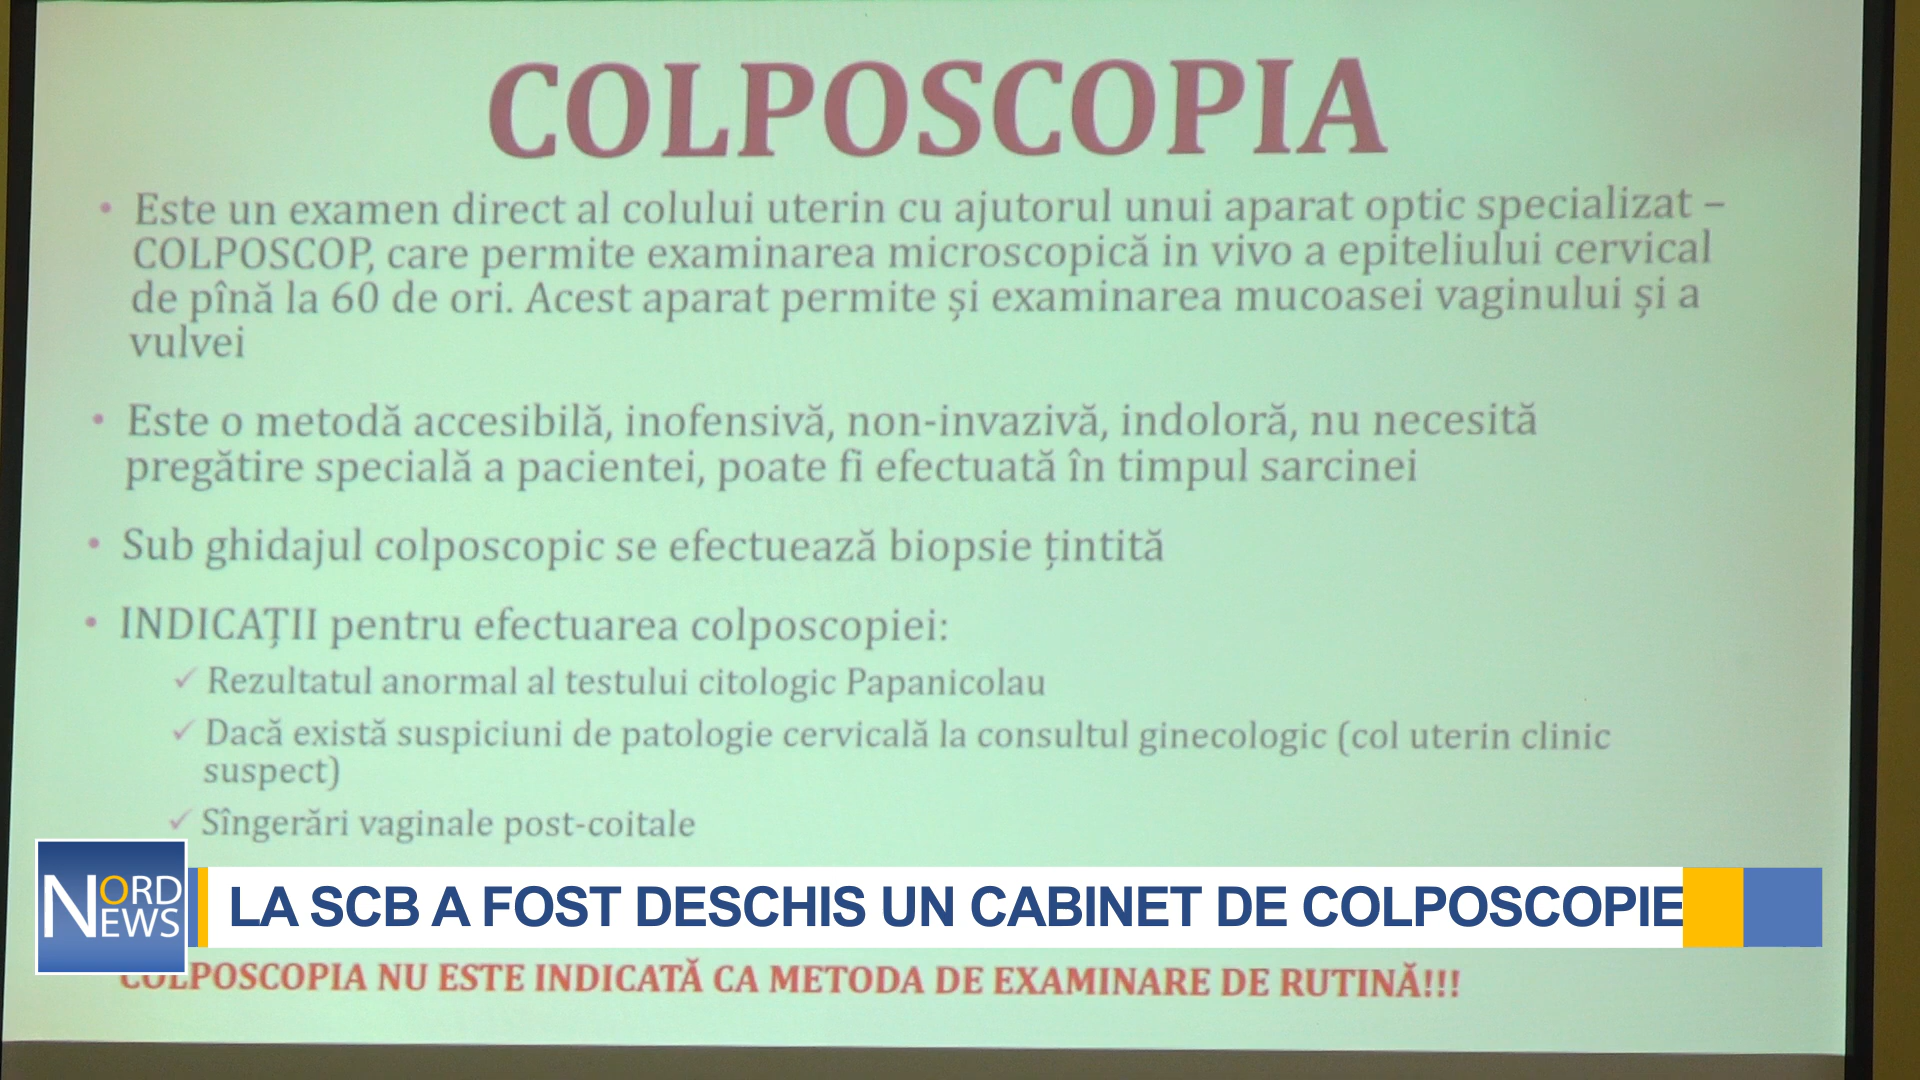 COLPOSCOPIA
• Este un examen direct al colului uterin cu ajutorul unui aparat optic specializat –
COLPOSCOP, care permite examinarea microscopică in vivo a epiteliului cervical
de pînă la 60 de ori. Acest aparat permite și examinarea mucoasei vaginului și a
vulvei
• Este o metodă accesibilă, inofensivă, non-invazivă, indoloră, nu necesită
pregătire specială a pacientei, poate fi efectuată în timpul sarcinei
• Sub ghidajul colposcopic se efectuează biopsie țintită
• INDICAȚII pentru efectuarea colposcopiei:
✓ Rezultatul anormal al testului citologic Papanicolau
✓ Dacă există suspiciuni de patologie cervicală la consultul ginecologic (col uterin clinic
suspect)
✓ Sîngerări vaginale post-coitale
NORD
NEWS
LA SCB A FOST DESCHIS UN CABINET DE COLPOSCOPIE
COLPOSCOPIA NU ESTE INDICATĂ CA METODA DE EXAMINARE DE RUTINĂ!!!